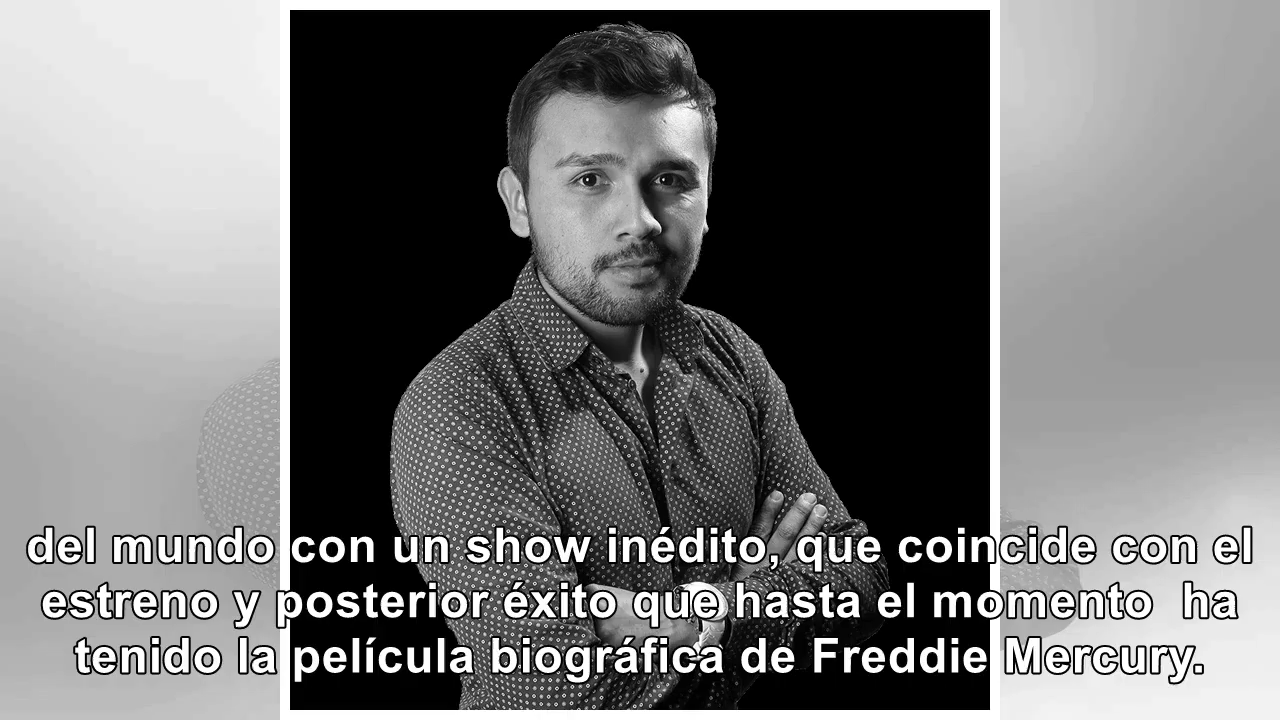 del mundo con un show inédito, que coincide con el
estreno y posterior éxito que hasta el momento ha
tenido la película biográfica de Freddie Mercury.